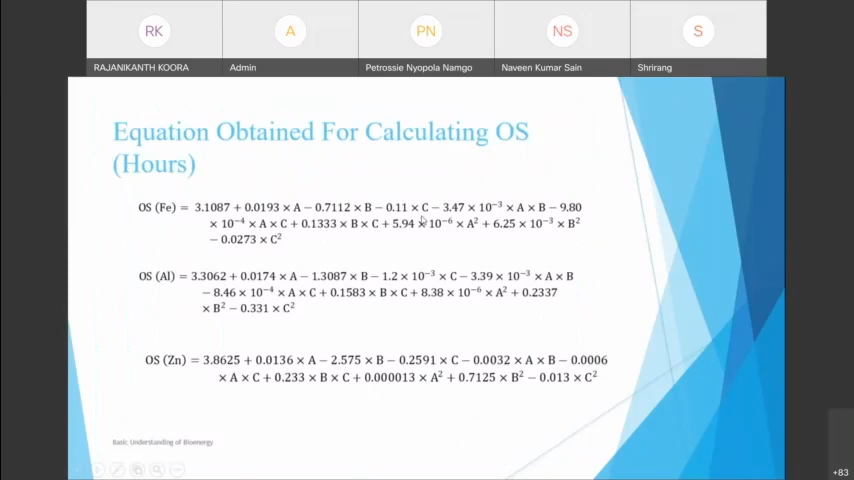 RK
A
PN
NS
S
RAJANIKANTH KOORA
Admin
Petrossie Nyopola Namgo
Naveen Kumar Sain
Shrirang
Equation Obtained For Calculating OS
(Hours)
OS (Fe) = 3.1087 + 0.0193 × A − 0.7112 × B − 0.11 × C − 3.47 × 10⁻³ × A × B − 9.80
× 10⁻⁴ × A × C + 0.1333 × B × C + 5.94 × 10⁻⁶ × A² + 6.25 × 10⁻³ × B²
− 0.0273 × C²
OS (Al) = 3.3062 + 0.0174 × A − 1.3087 × B − 1.2 × 10⁻³ × C − 3.39 × 10⁻³ × A × B
− 8.46 × 10⁻⁴ × A × C + 0.1583 × B × C + 8.38 × 10⁻⁶ × A² + 0.2337
× B² − 0.331 × C²
OS (Zn) = 3.8625 + 0.0136 × A − 2.575 × B − 0.2591 × C − 0.0032 × A × B − 0.0006
× A × C + 0.233 × B × C + 0.000013 × A² + 0.7125 × B² − 0.013 × C²
Basic Understanding of Bioenergy
+83